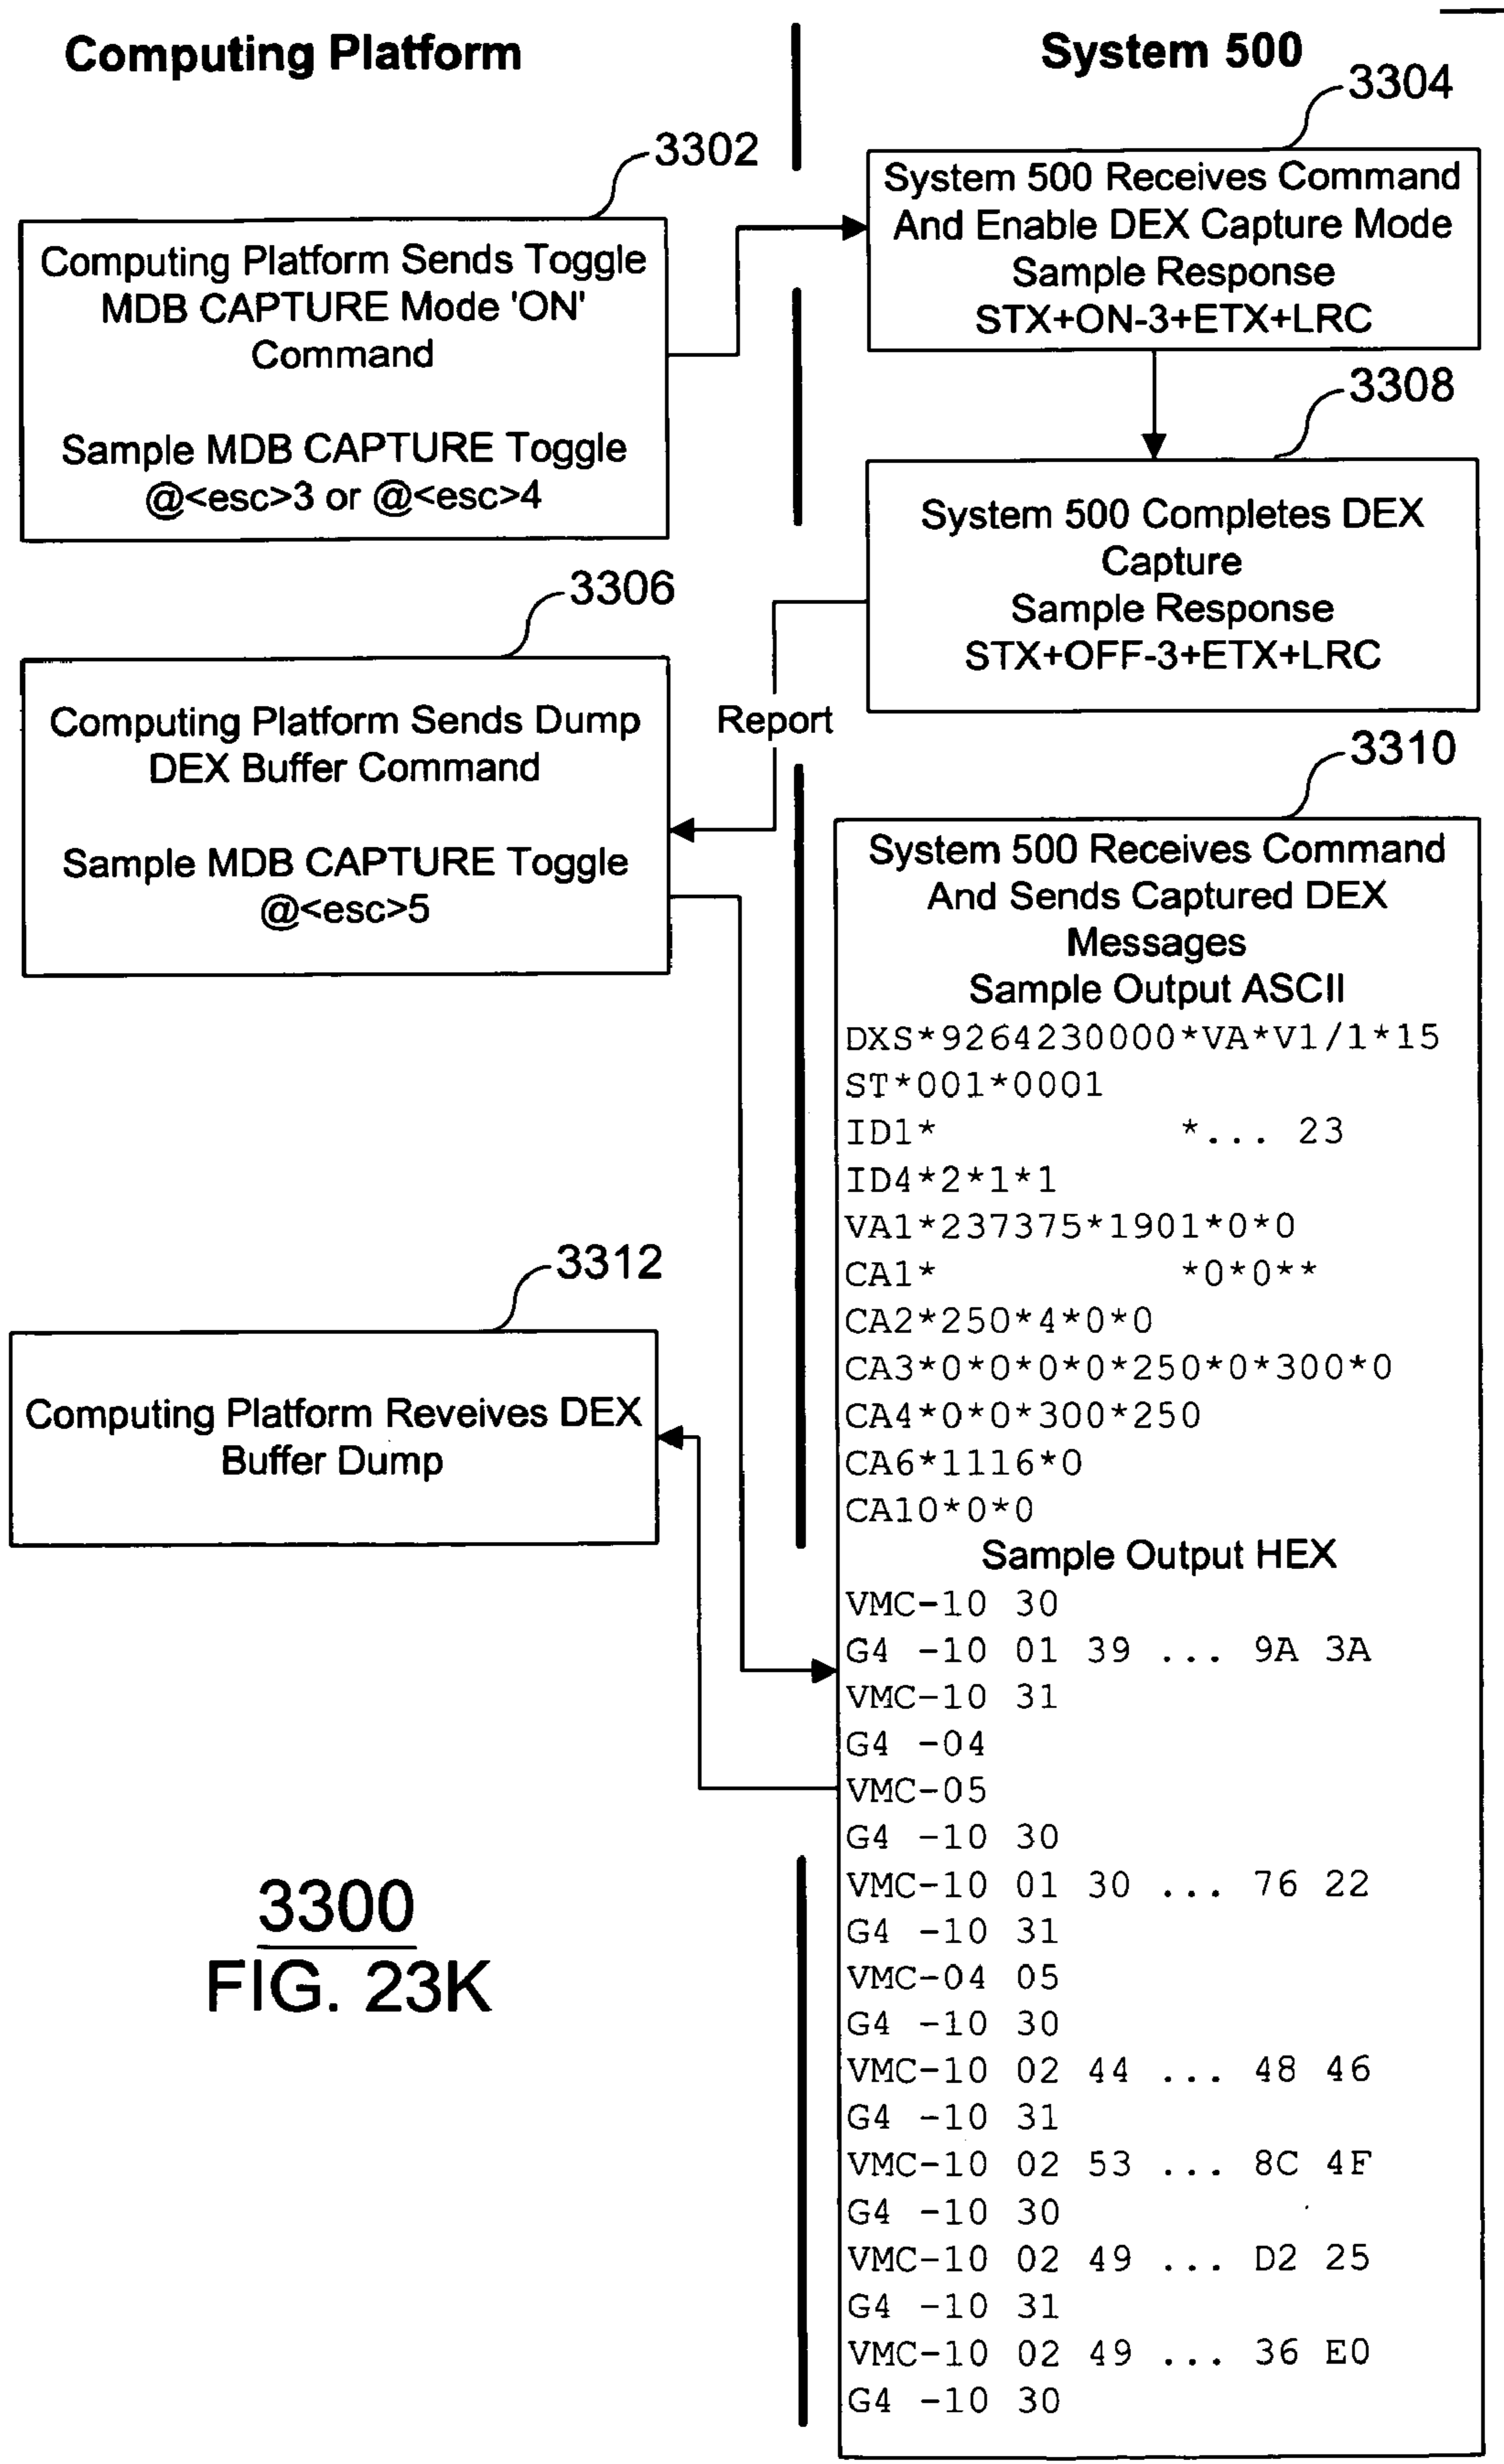 Computing Platform
System 500
3302
Computing Platform Sends Toggle
MDB CAPTURE Mode 'ON'
Command
Sample MDB CAPTURE Toggle
@<esc>3 or @<esc>4
3304
System 500 Receives Command
And Enable DEX Capture Mode
Sample Response
STX+ON-3+ETX+LRC
3308
System 500 Completes DEX
Capture
Sample Response
STX+OFF-3+ETX+LRC
Report
3306
Computing Platform Sends Dump
DEX Buffer Command
Sample MDB CAPTURE Toggle
@<esc>5
3310
System 500 Receives Command
And Sends Captured DEX
Messages
Sample Output ASCII
DXS*9264230000*VA*V1/1*15
ST*001*0001
ID1*          *... 23
ID4*2*1*1
VA1*237375*1901*0*0
CA1*          *0*0**
CA2*250*4*0*0
CA3*0*0*0*0*250*0*300*0
CA4*0*0*300*250
CA6*1116*0
CA10*0*0
Sample Output HEX
VMC-10 30
G4 -10 01 39 ... 9A 3A
VMC-10 31
G4 -04
VMC-05
G4 -10 30
VMC-10 01 30 ... 76 22
G4 -10 31
VMC-04 05
G4 -10 30
VMC-10 02 44 ... 48 46
G4 -10 31
VMC-10 02 53 ... 8C 4F
G4 -10 30
VMC-10 02 49 ... D2 25
G4 -10 31
VMC-10 02 49 ... 36 E0
G4 -10 30
3312
Computing Platform Reveives DEX
Buffer Dump
3300
FIG. 23K